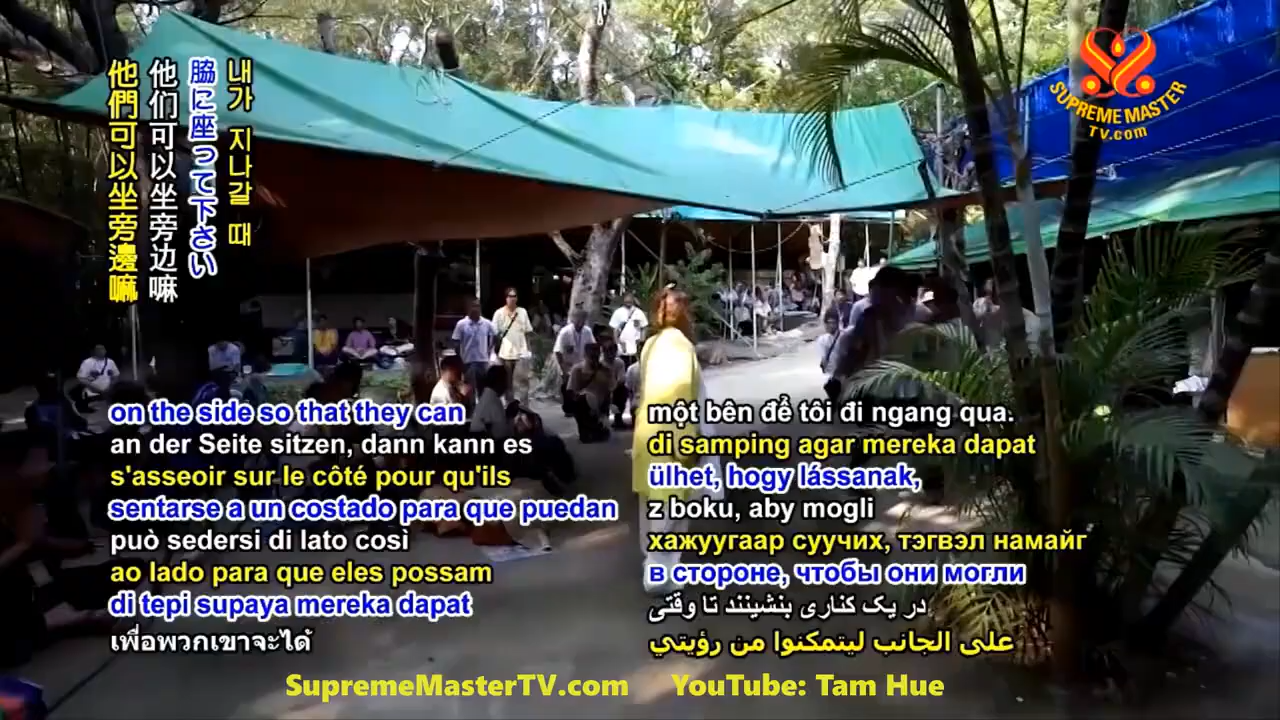 他們可以坐旁邊嘛
他们可以坐旁边嘛
脇に座って下さい
내가 지나갈 때
SUPREME MASTER
TV.com
on the side so that they can
an der Seite sitzen, dann kann es
s'asseoir sur le côté pour qu'ils
sentarse a un costado para que puedan
può sedersi di lato così
ao lado para que eles possam
di tepi supaya mereka dapat
เพื่อพวกเขาจะได้
một bên để tôi đi ngang qua.
di samping agar mereka dapat
ülhet, hogy lássanak,
z boku, aby mogli
хажуугаар суучих, тэгвэл намайг
в стороне, чтобы они могли
در یک کناری بنشینند تا وقتی
على الجانب ليتمكنوا من رؤيتي
SupremeMasterTV.com YouTube: Tam Hue